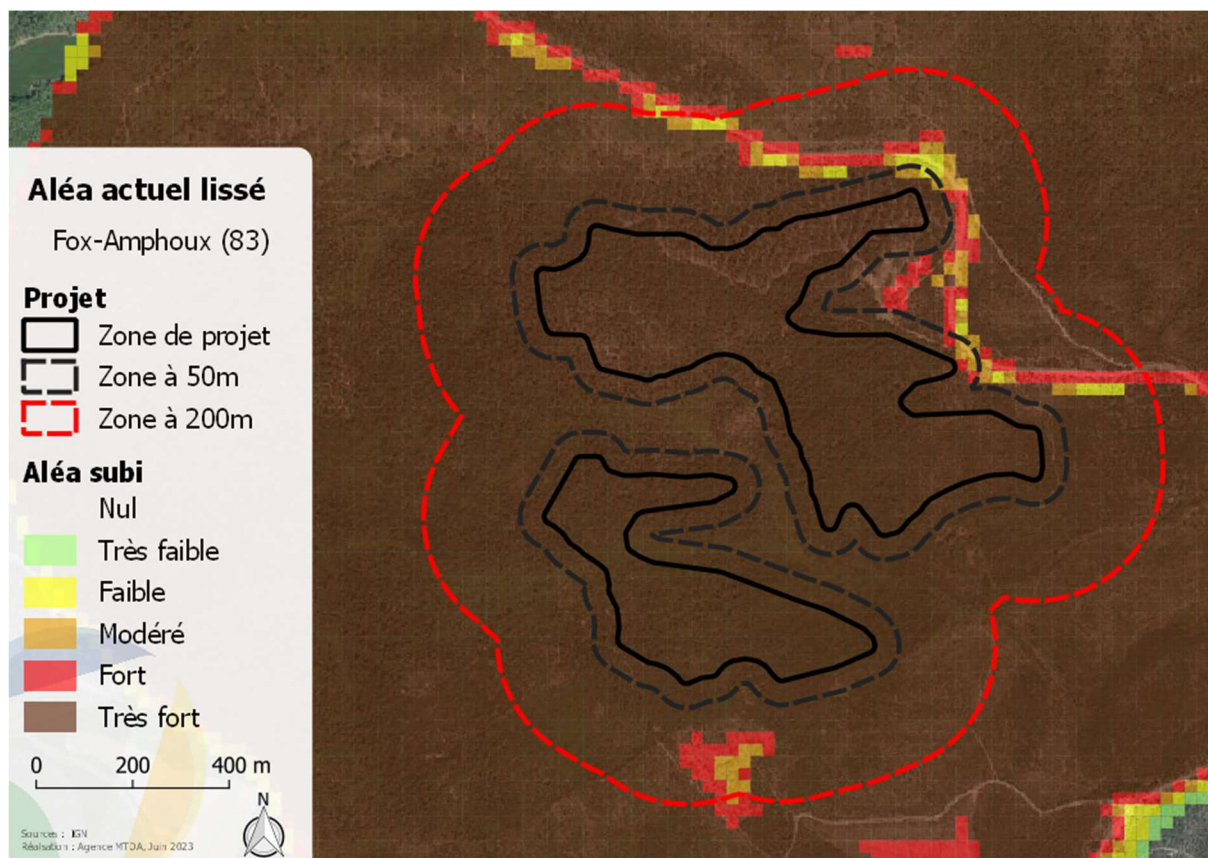 Aléa actuel lissé
Fox-Amphoux (83)
Projet
Zone de projet
Zone à 50m
Zone à 200m
Aléa subi
Nul
Très faible
Faible
Modéré
Fort
Très fort
0 200 400 m
N
Sources : IGN
Réalisation : Agence MTDA, Juin 2023